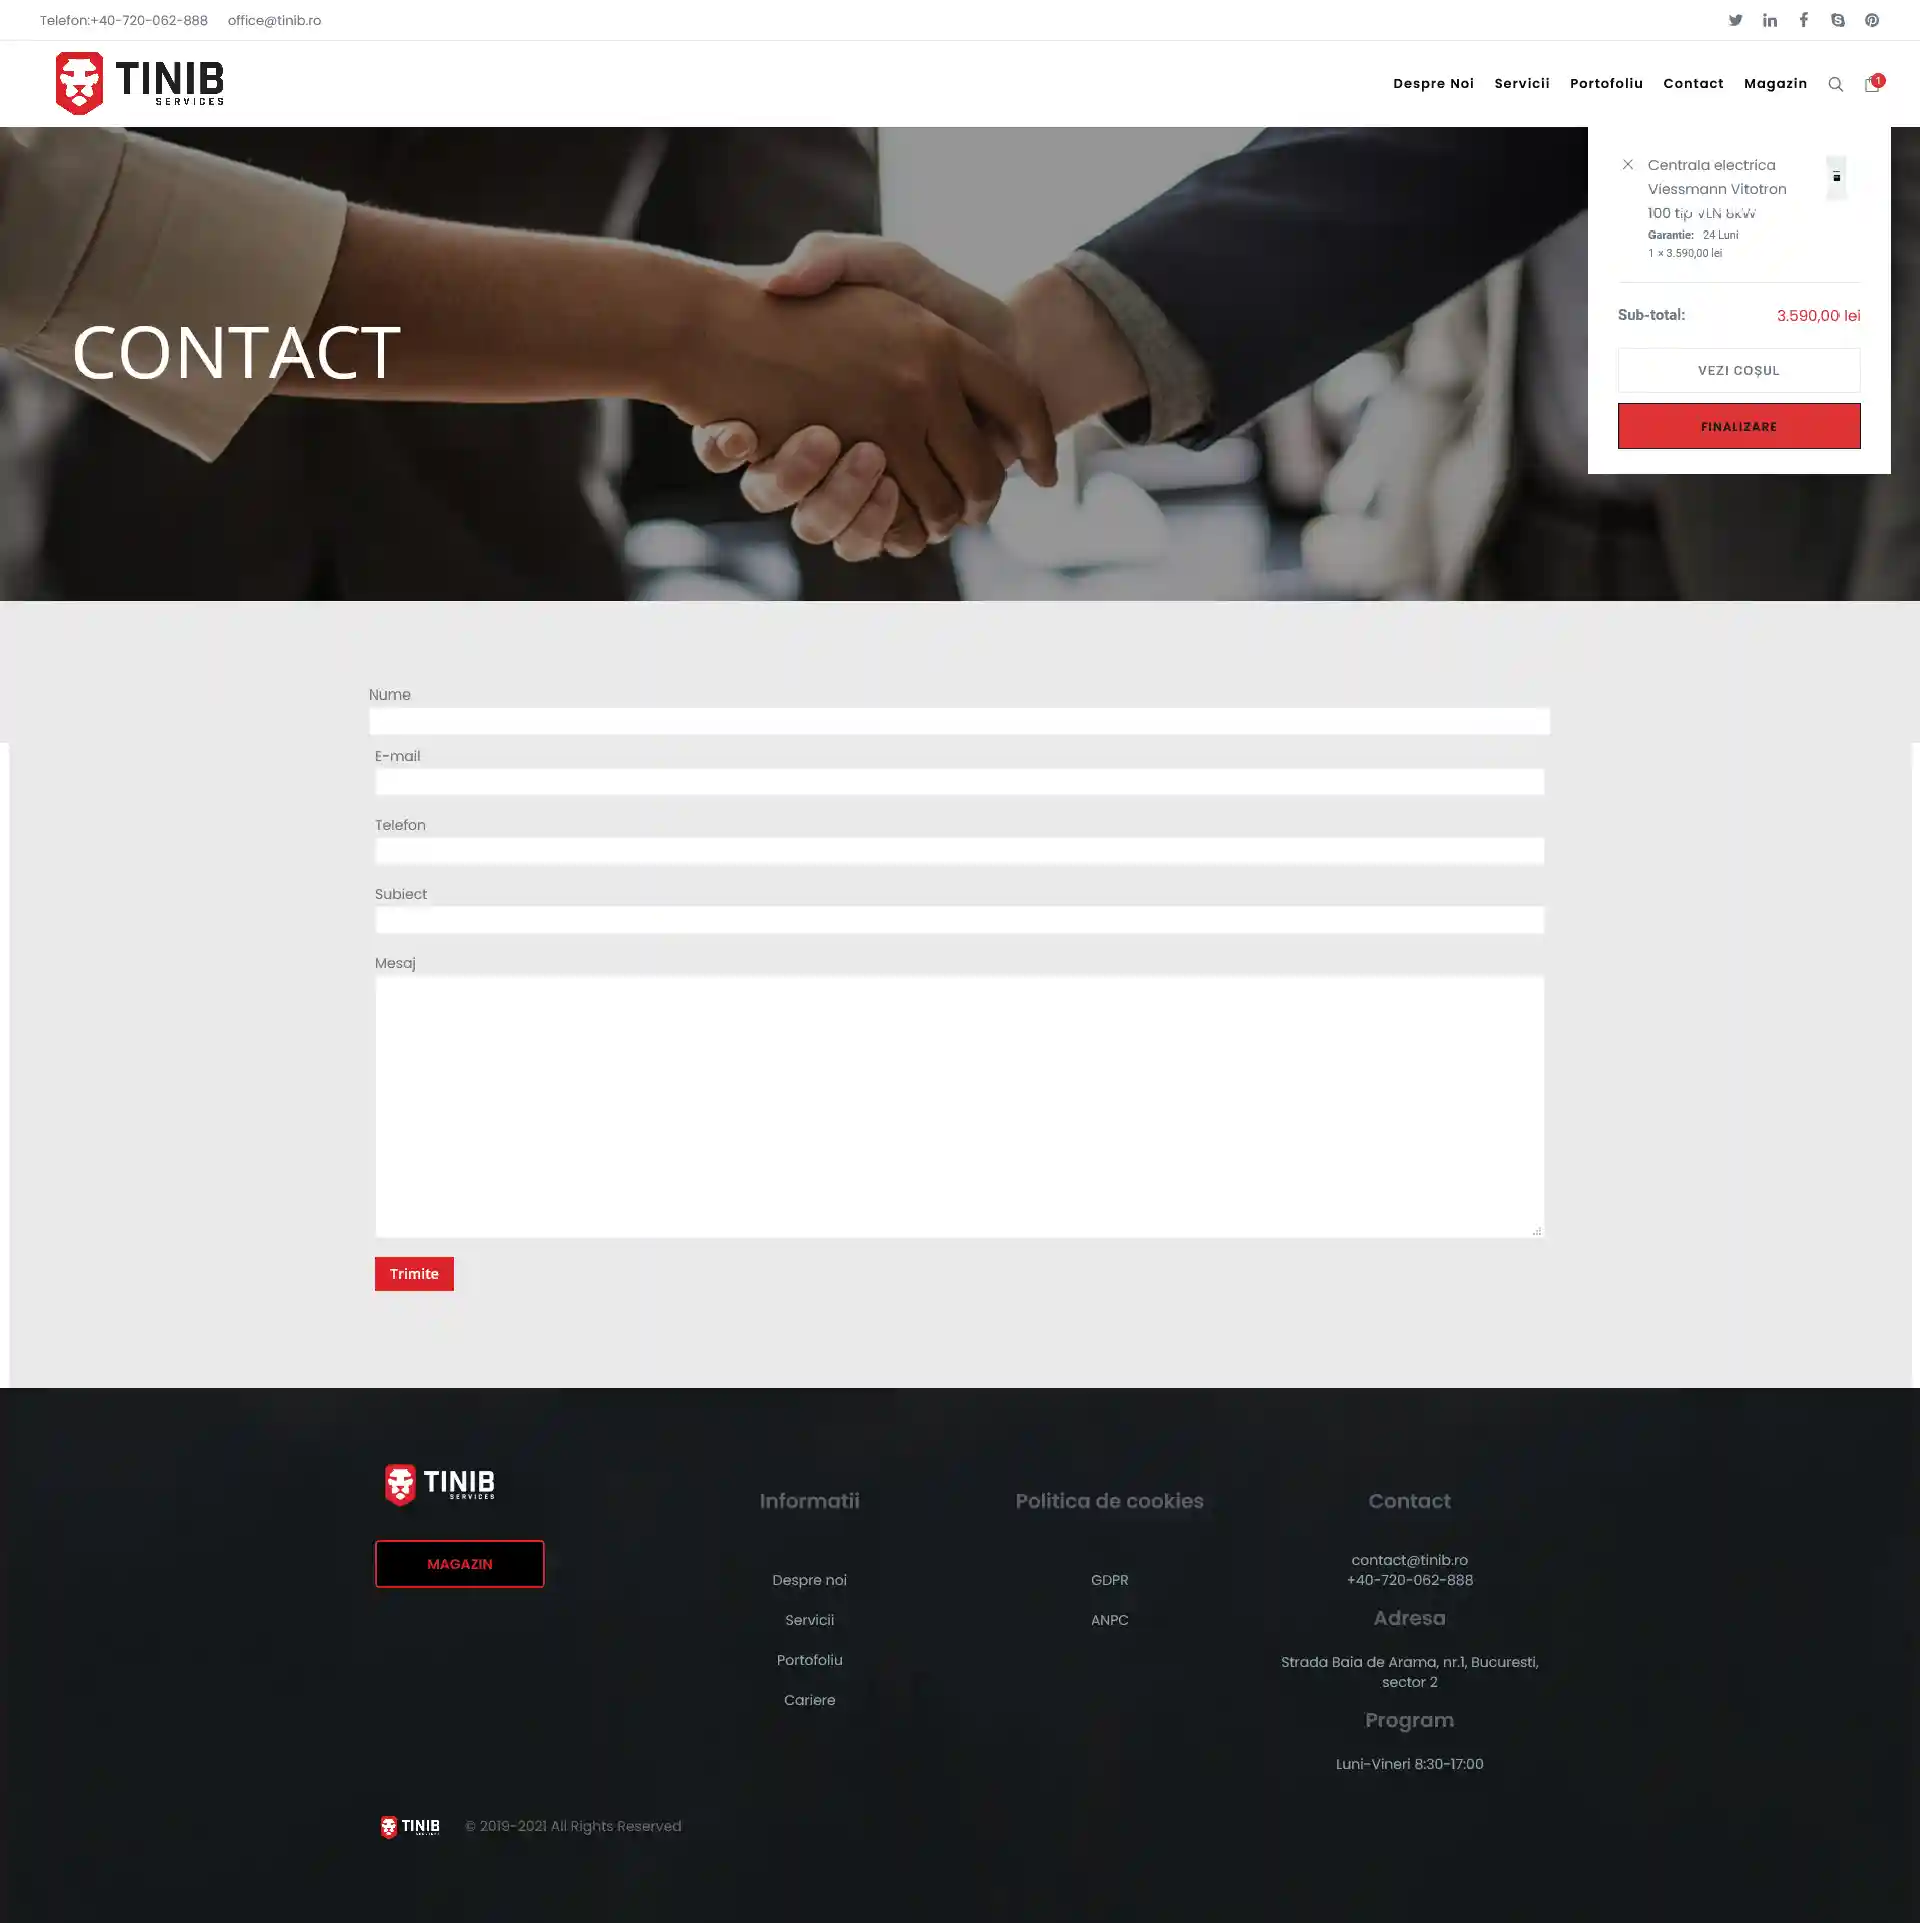 Telefon:+40-720-062-888 office@tinib.ro
TINIB
SERVICES
Despre Noi Servicii Portofoliu Contact Magazin 1
Centrala electrica
Viessmann Vitotron
100 tip VLN 8kW
Garantie: 24 Luni
1 × 3.590,00 lei
Sub-total: 3.590,00 lei
VEZI COȘUL
FINALIZARE
CONTACT
Nume
E-mail
Telefon
Subiect
Mesaj
Trimite
TINIB
SERVICES
MAGAZIN
Informatii
Despre noi
Servicii
Portofoliu
Cariere
Politica de cookies
GDPR
ANPC
Contact
contact@tinib.ro
+40-720-062-888
Adresa
Strada Baia de Arama, nr.1, Bucuresti,
sector 2
Program
Luni-Vineri 8:30-17:00
TINIB
© 2019-2021 All Rights Reserved